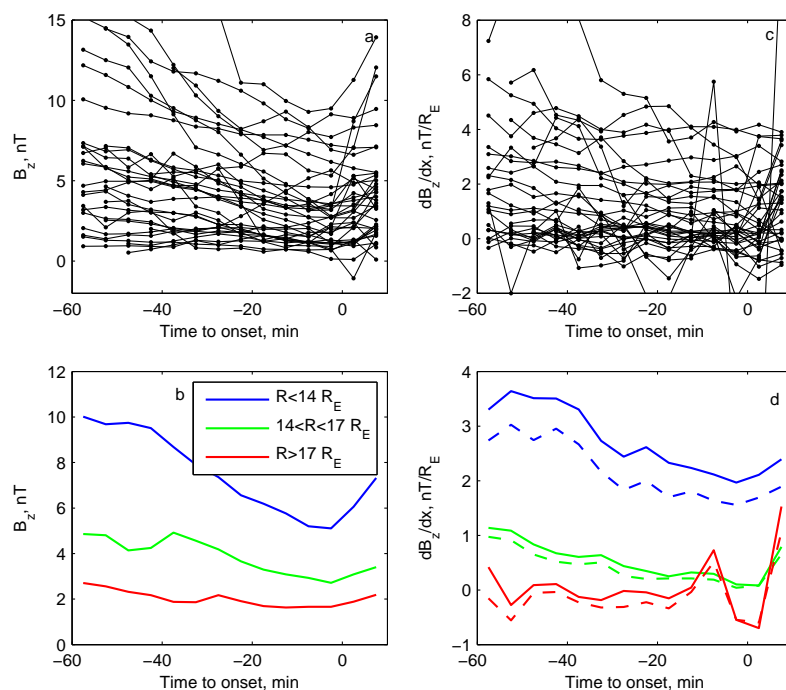 15
10
5
0
B_z, nT
a
−60 −40 −20 0
Time to onset, min
8
6
4
2
0
−2
dB_z/dx, nT/R_E
c
−60 −40 −20 0
Time to onset, min
12
10
8
6
4
2
0
B_z, nT
b
R<14 R_E
14<R<17 R_E
R>17 R_E
−60 −40 −20 0
Time to onset, min
4
3
2
1
0
−1
dB_z/dx, nT/R_E
d
−60 −40 −20 0
Time to onset, min